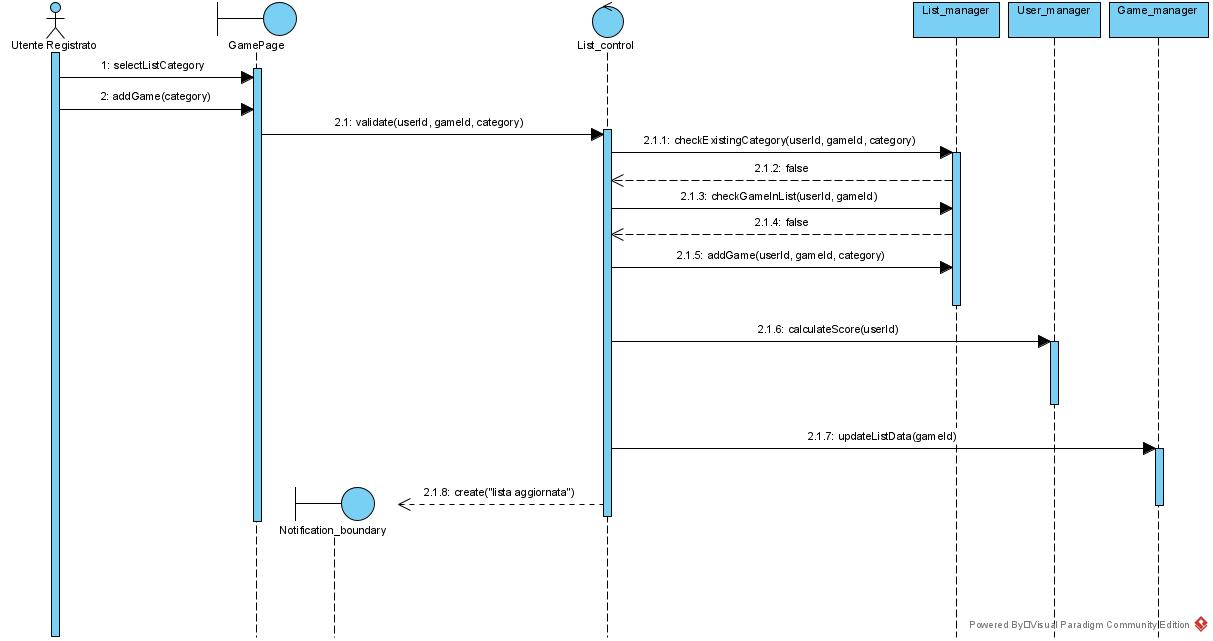 List_manager
User_manager
Game_manager
Utente Registrato
GamePage
List_control
1: selectListCategory
2: addGame(category)
2.1: validate(userId, gameId, category)
2.1.1: checkExistingCategory(userId, gameId, category)
2.1.2: false
2.1.3: checkGameInList(userId, gameId)
2.1.4: false
2.1.5: addGame(userId, gameId, category)
2.1.6: calculateScore(userId)
2.1.7: updateListData(gameId)
2.1.8: create("lista aggiornata")
Notification_boundary
Powered By Visual Paradigm Community Edition